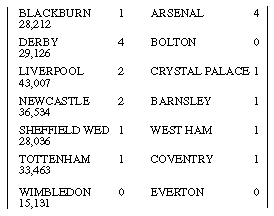 BLACKBURN 1 ARSENAL 4
28,212
DERBY 4 BOLTON 0
29,126
LIVERPOOL 2 CRYSTAL PALACE 1
43,007
NEWCASTLE 2 BARNSLEY 1
36,534
SHEFFIELD WED 1 WEST HAM 1
28,036
TOTTENHAM 1 COVENTRY 1
33,463
WIMBLEDON 0 EVERTON 0
15,131